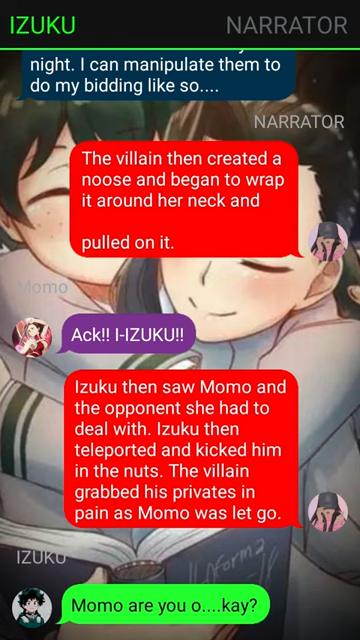 IZUKU
NARRATOR
night. I can manipulate them to
do my bidding like so....
NARRATOR
The villain then created a
noose and began to wrap
it around her neck and
pulled on it.
Momo
Ack!! I-IZUKU!!
Izuku then saw Momo and
the opponent she had to
deal with. Izuku then
teleported and kicked him
in the nuts. The villain
grabbed his privates in
pain as Momo was let go.
IZUKU
Momo are you o....kay?